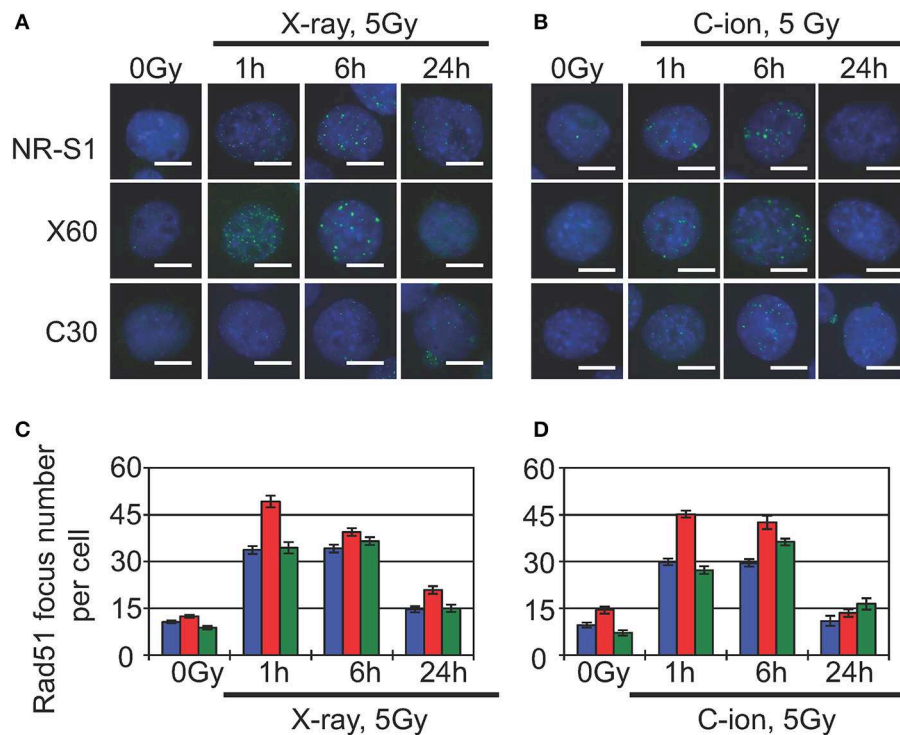 A
X-ray, 5Gy
0Gy 1h 6h 24h
B
C-ion, 5 Gy
0Gy 1h 6h 24h
NR-S1
X60
C30
C
Rad51 focus number
per cell
60
45
30
15
0
0Gy 1h 6h 24h
X-ray, 5Gy
D
60
45
30
15
0
0Gy 1h 6h 24h
C-ion, 5Gy